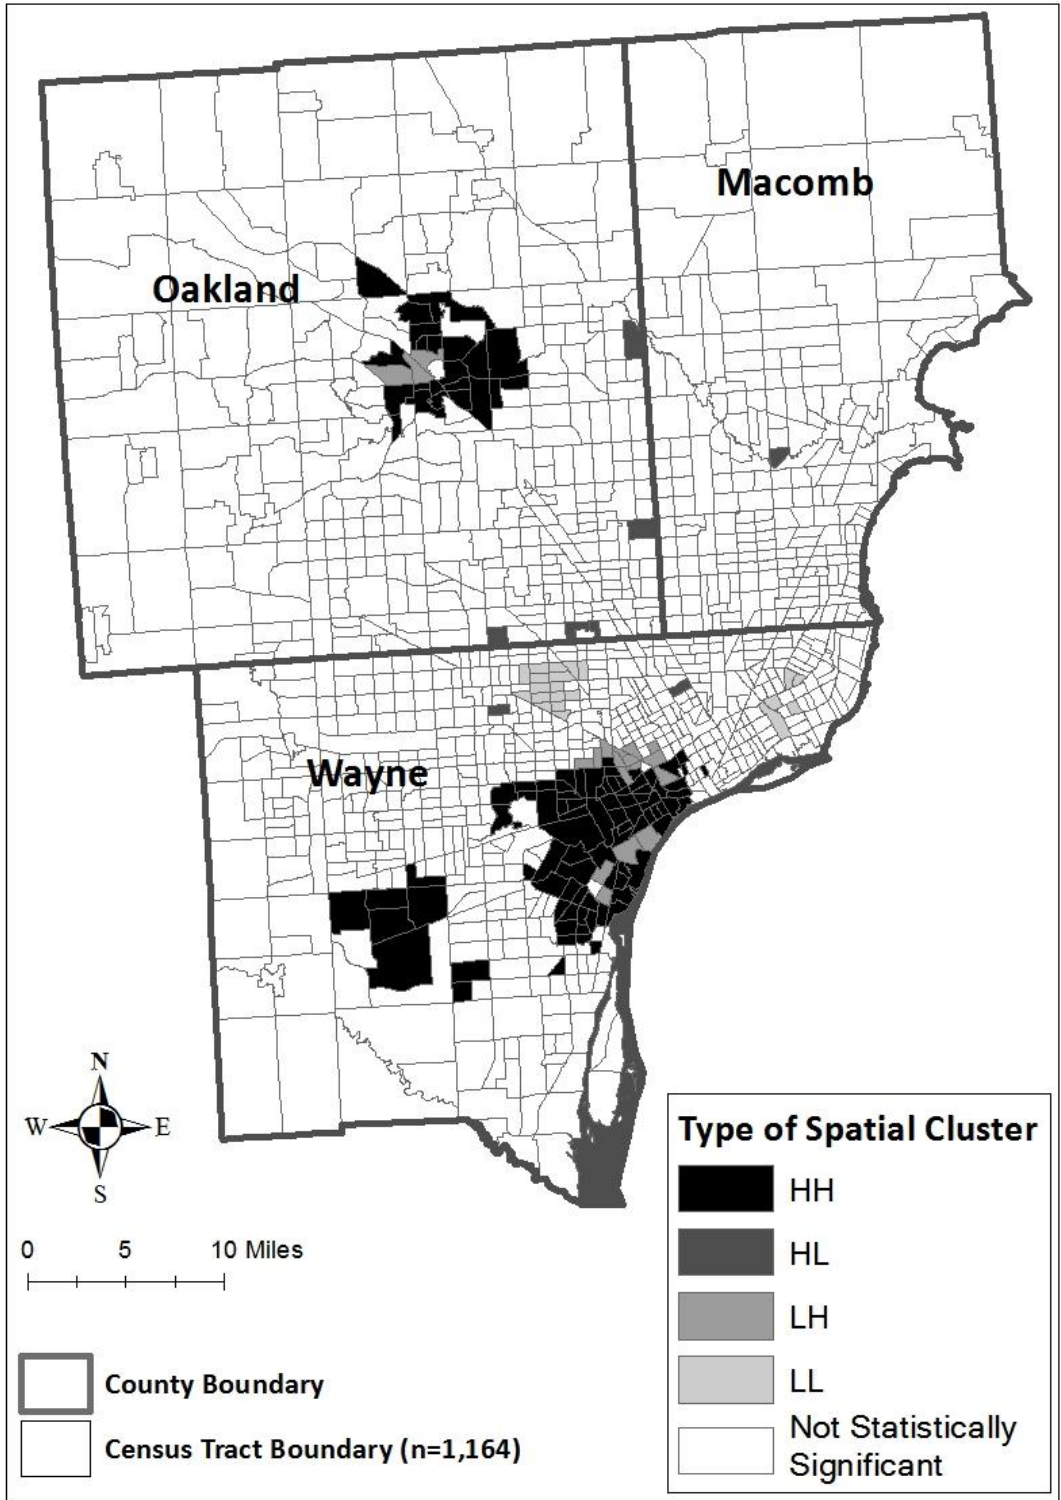 Macomb
Oakland
Wayne
N
W E
S
0 5 10 Miles
County Boundary
Census Tract Boundary (n=1,164)
Type of Spatial Cluster
HH
HL
LH
LL
Not Statistically
Significant